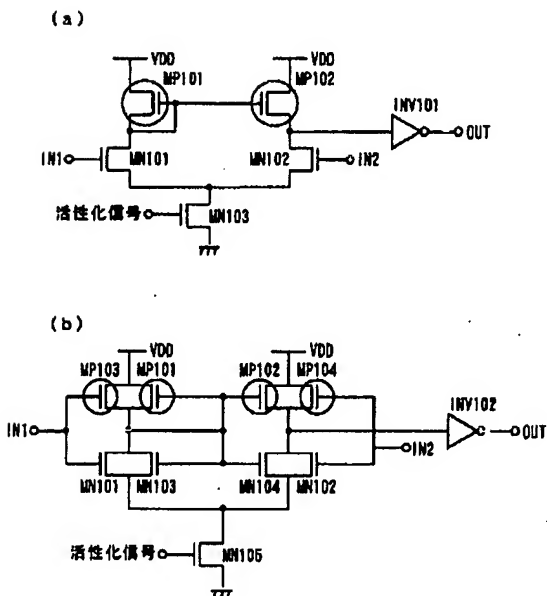 (a)
VDD VDD
MP101 MP102
INV101
OUT
IN1 MN101 MN102 IN2
活性化信号 MN103
(b)
VDD VDD
MP103 MP101 MP102 MP104
INV102
IN1 OUT
IN2
MN101 MN103 MN104 MN102
活性化信号 MN105